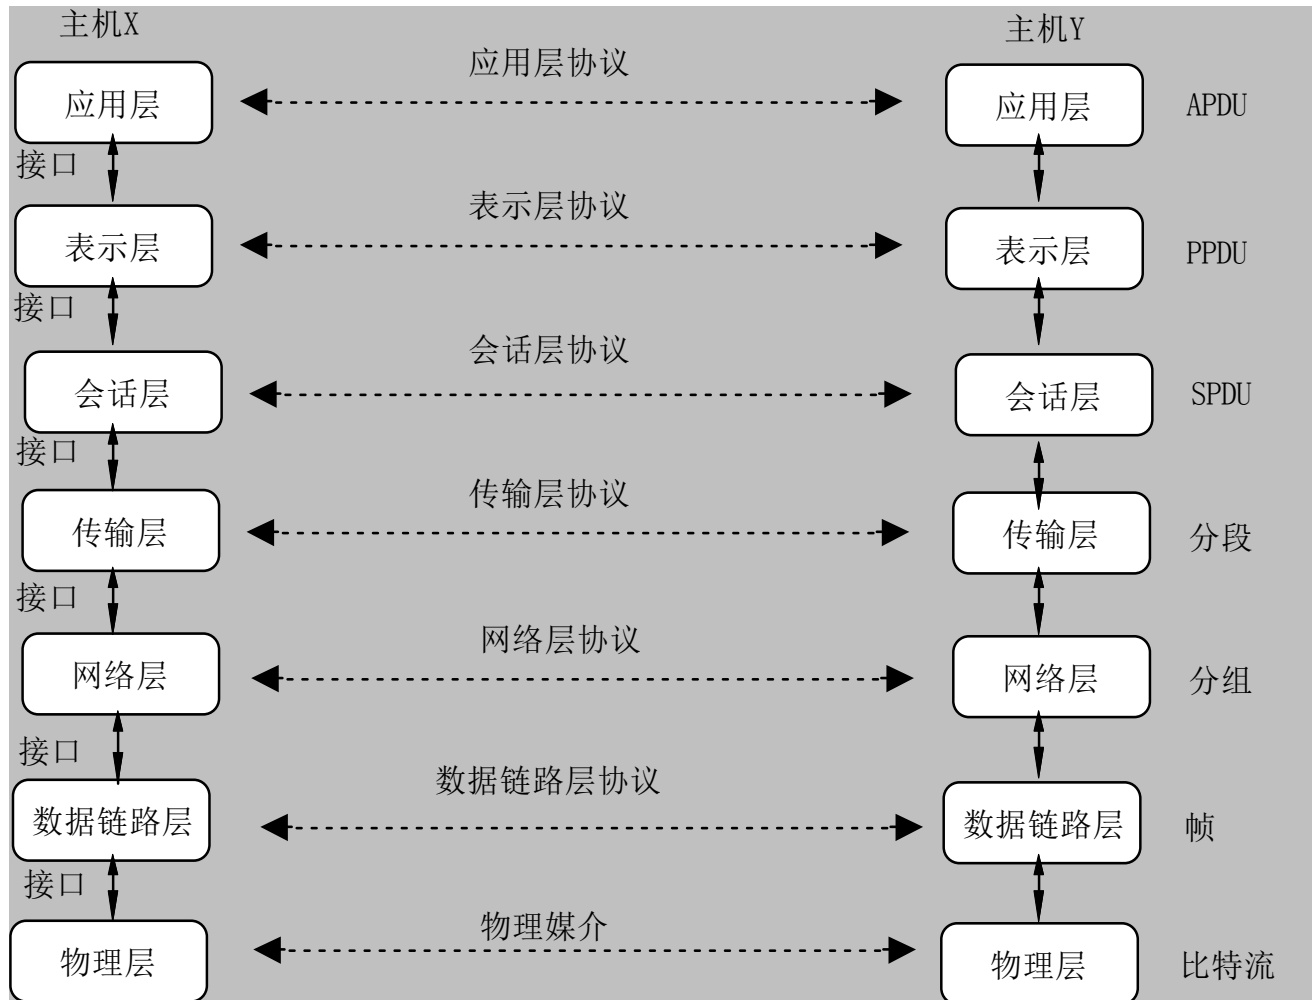 主机X
主机Y
应用层协议
应用层
应用层
APDU
接口
表示层协议
表示层
表示层
PPDU
接口
会话层协议
会话层
会话层
SPDU
接口
传输层协议
传输层
传输层
分段
接口
网络层协议
网络层
网络层
分组
接口
数据链路层协议
数据链路层
数据链路层
帧
接口
物理媒介
物理层
物理层
比特流